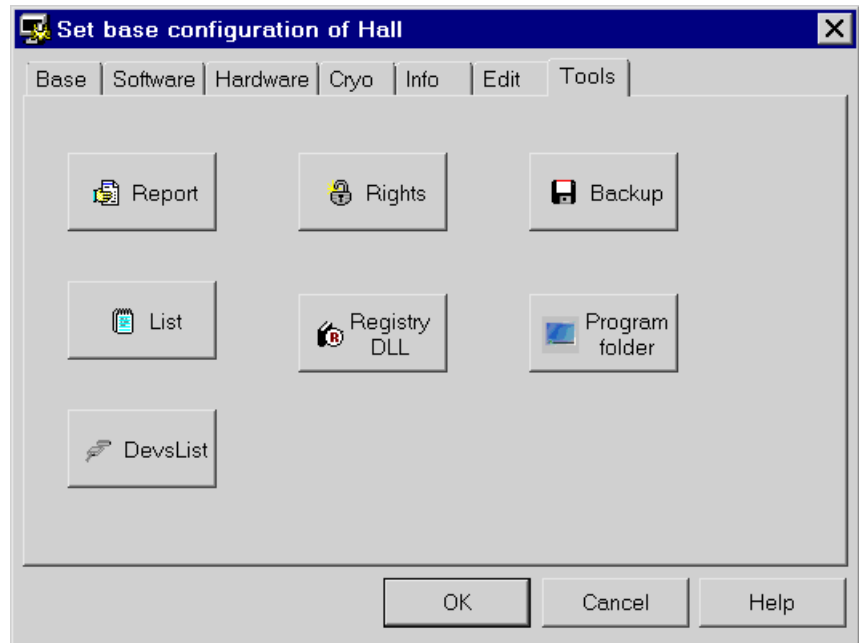 Set base configuration of Hall
Base Software Hardware Cryo Info Edit Tools
Report Rights Backup
List Registry DLL Program folder
DevsList
OK Cancel Help